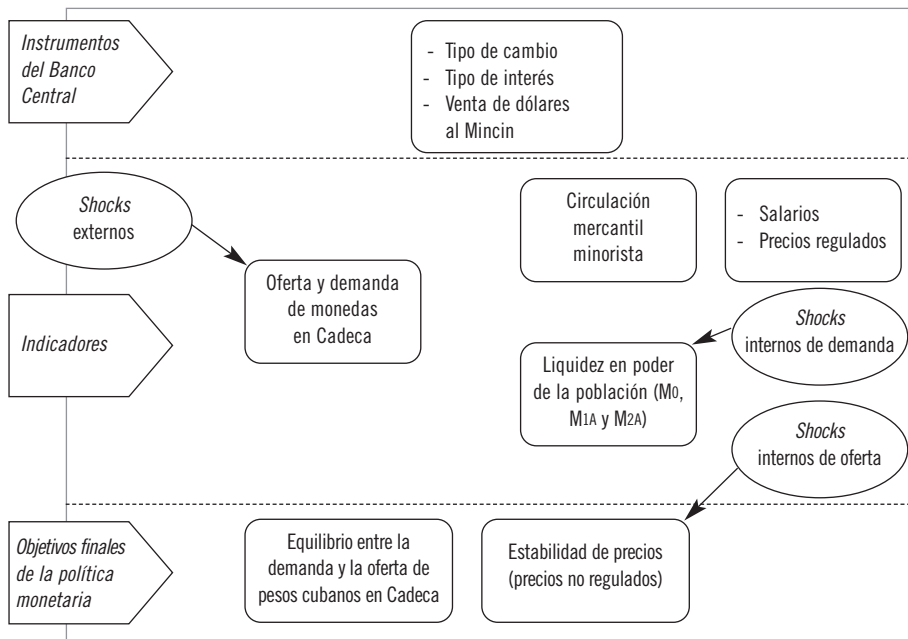 Instrumentos
del Banco
Central
- Tipo de cambio
- Tipo de interés
- Venta de dólares
al Mincin
Shocks
externos
Circulación
mercantil
minorista
- Salarios
- Precios regulados
Oferta y demanda
de monedas
en Cadeca
Indicadores
Shocks
internos de demanda
Liquidez en poder
de la población (M0,
M1A y M2A)
Shocks
internos de oferta
Objetivos finales
de la política
monetaria
Equilibrio entre la
demanda y la oferta de
pesos cubanos en Cadeca
Estabilidad de precios
(precios no regulados)